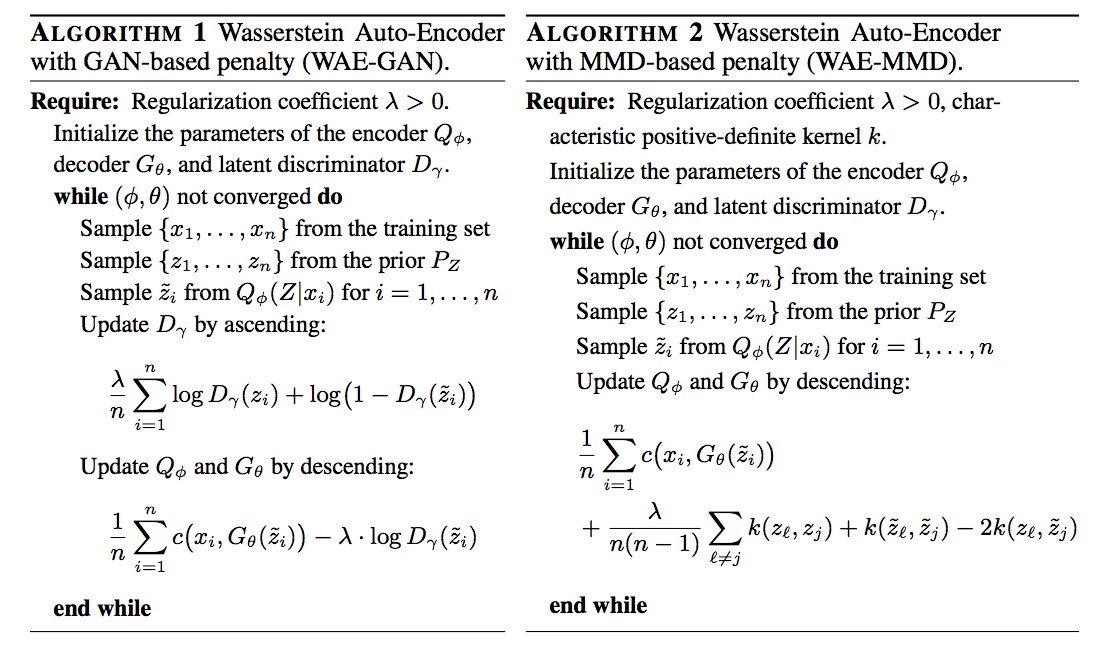 ALGORITHM 1 Wasserstein Auto-Encoder
with GAN-based penalty (WAE-GAN).
Require: Regularization coefficient λ > 0.
Initialize the parameters of the encoder Q_ϕ,
decoder G_θ, and latent discriminator D_γ.
while (ϕ, θ) not converged do
Sample {x_1, . . . , x_n} from the training set
Sample {z_1, . . . , z_n} from the prior P_Z
Sample z̃_i from Q_ϕ(Z|x_i) for i = 1, . . . , n
Update D_γ by ascending:
λ/n ∑_{i=1}^{n} log D_γ(z_i) + log(1 − D_γ(z̃_i))
Update Q_ϕ and G_θ by descending:
1/n ∑_{i=1}^{n} c(x_i, G_θ(z̃_i)) − λ · log D_γ(z̃_i)
end while
ALGORITHM 2 Wasserstein Auto-Encoder
with MMD-based penalty (WAE-MMD).
Require: Regularization coefficient λ > 0, char-
acteristic positive-definite kernel k.
Initialize the parameters of the encoder Q_ϕ,
decoder G_θ, and latent discriminator D_γ.
while (ϕ, θ) not converged do
Sample {x_1, . . . , x_n} from the training set
Sample {z_1, . . . , z_n} from the prior P_Z
Sample z̃_i from Q_ϕ(Z|x_i) for i = 1, . . . , n
Update Q_ϕ and G_θ by descending:
1/n ∑_{i=1}^{n} c(x_i, G_θ(z̃_i))
+ λ/(n(n − 1)) ∑_{ℓ≠j} k(z_ℓ, z_j) + k(z̃_ℓ, z̃_j) − 2k(z_ℓ, z̃_j)
end while